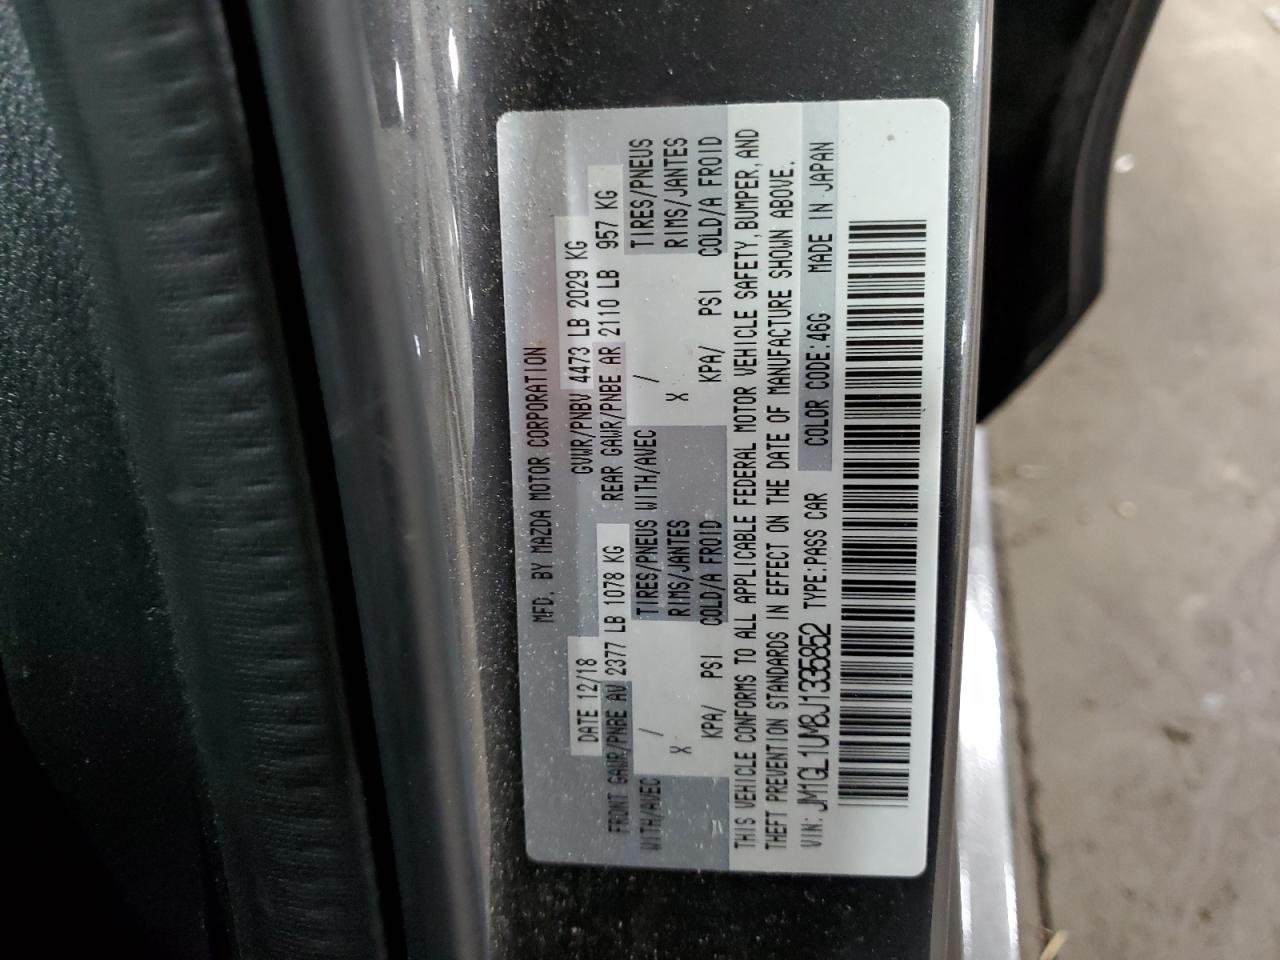 MFD. BY MAZDA MOTOR CORPORATION
DATE 12/18 GVWR/PNBV 4473 LB 2029 KG
FRONT GAWR/PNBE AV 2377 LB 1078 KG REAR GAWR/PNBE AR 2110 LB 957 KG
WITH/AVEC / TIRES/PNEUS WITH/AVEC / TIRES/PNEUS
X RIMS/JANTES X RIMS/JANTES
KPA/ PSI COLD/A FROID KPA/ PSI COLD/A FROID
THIS VEHICLE CONFORMS TO ALL APPLICABLE FEDERAL MOTOR VEHICLE SAFETY, BUMPER, AND
THEFT PREVENTION STANDARDS IN EFFECT ON THE DATE OF MANUFACTURE SHOWN ABOVE.
VIN: JM1GL1UM8J1335852 TYPE:PASS CAR COLOR CODE:46G MADE IN JAPAN